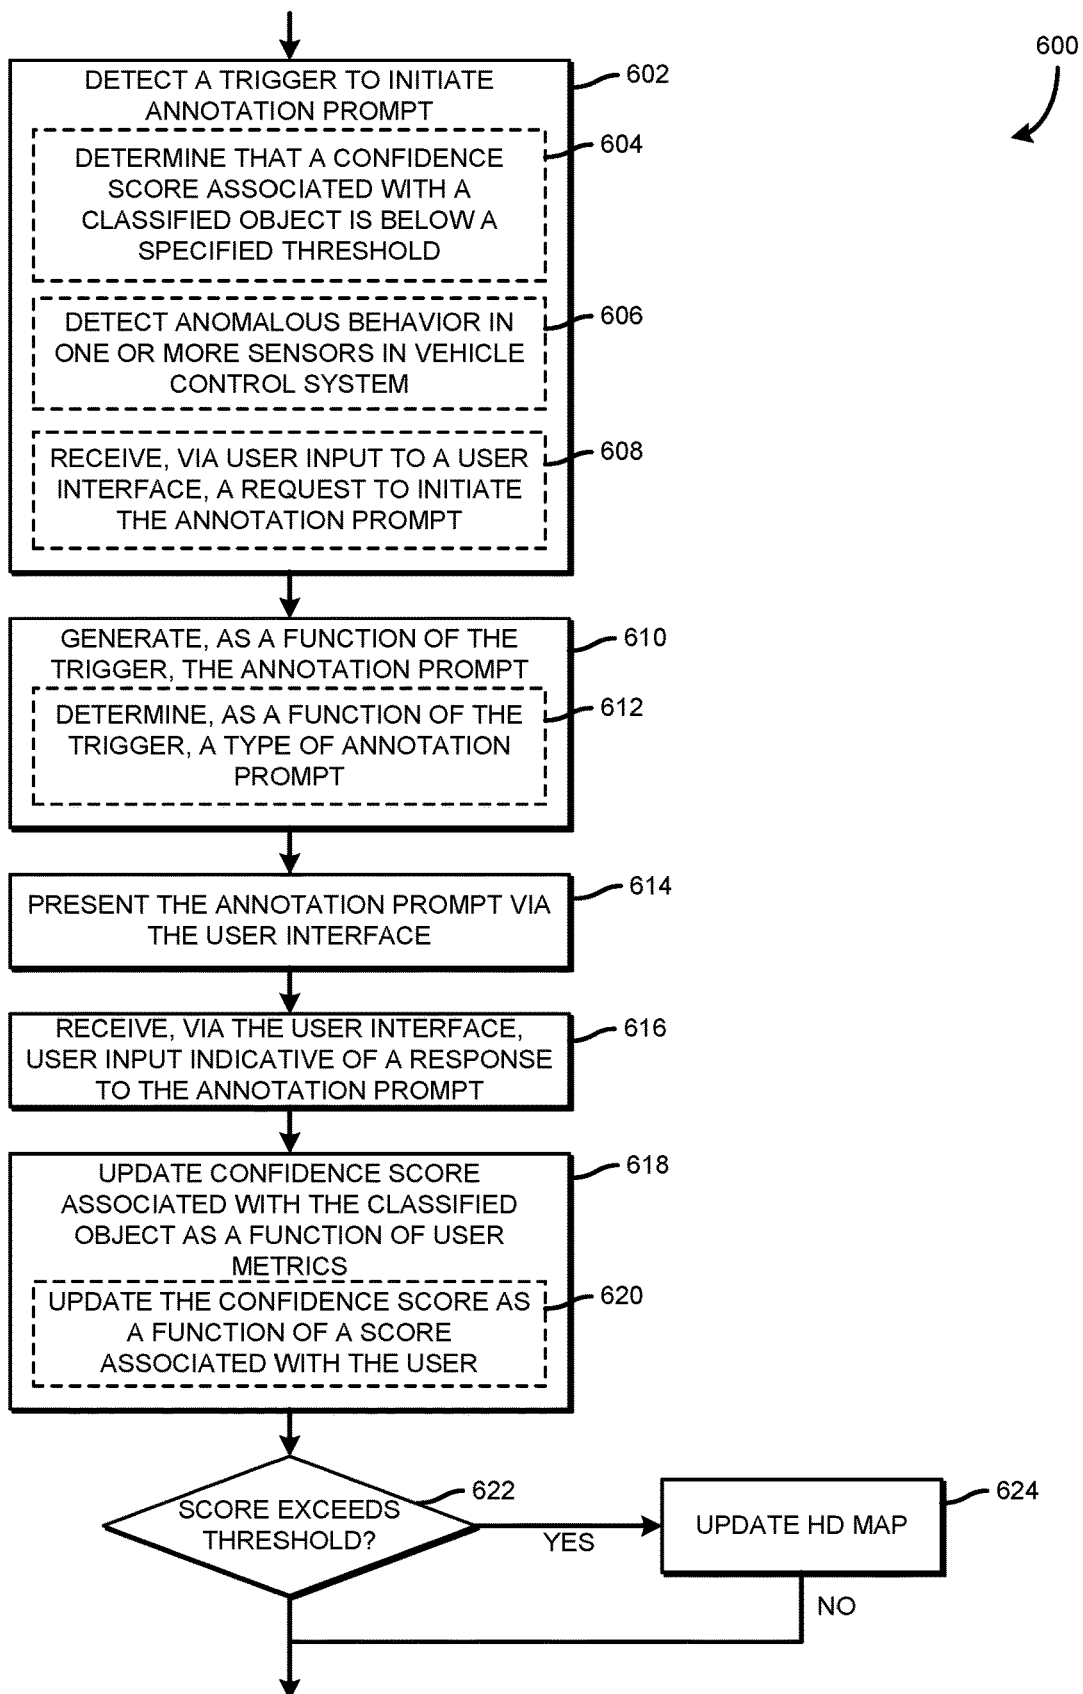 600
DETECT A TRIGGER TO INITIATE
ANNOTATION PROMPT
602
DETERMINE THAT A CONFIDENCE
SCORE ASSOCIATED WITH A
CLASSIFIED OBJECT IS BELOW A
SPECIFIED THRESHOLD
604
DETECT ANOMALOUS BEHAVIOR IN
ONE OR MORE SENSORS IN VEHICLE
CONTROL SYSTEM
606
RECEIVE, VIA USER INPUT TO A USER
INTERFACE, A REQUEST TO INITIATE
THE ANNOTATION PROMPT
608
GENERATE, AS A FUNCTION OF THE
TRIGGER, THE ANNOTATION PROMPT
610
DETERMINE, AS A FUNCTION OF THE
TRIGGER, A TYPE OF ANNOTATION
PROMPT
612
PRESENT THE ANNOTATION PROMPT VIA
THE USER INTERFACE
614
RECEIVE, VIA THE USER INTERFACE,
USER INPUT INDICATIVE OF A RESPONSE
TO THE ANNOTATION PROMPT
616
UPDATE CONFIDENCE SCORE
ASSOCIATED WITH THE CLASSIFIED
OBJECT AS A FUNCTION OF USER
METRICS
618
UPDATE THE CONFIDENCE SCORE AS
A FUNCTION OF A SCORE
ASSOCIATED WITH THE USER
620
SCORE EXCEEDS
THRESHOLD?
622
YES
UPDATE HD MAP
624
NO